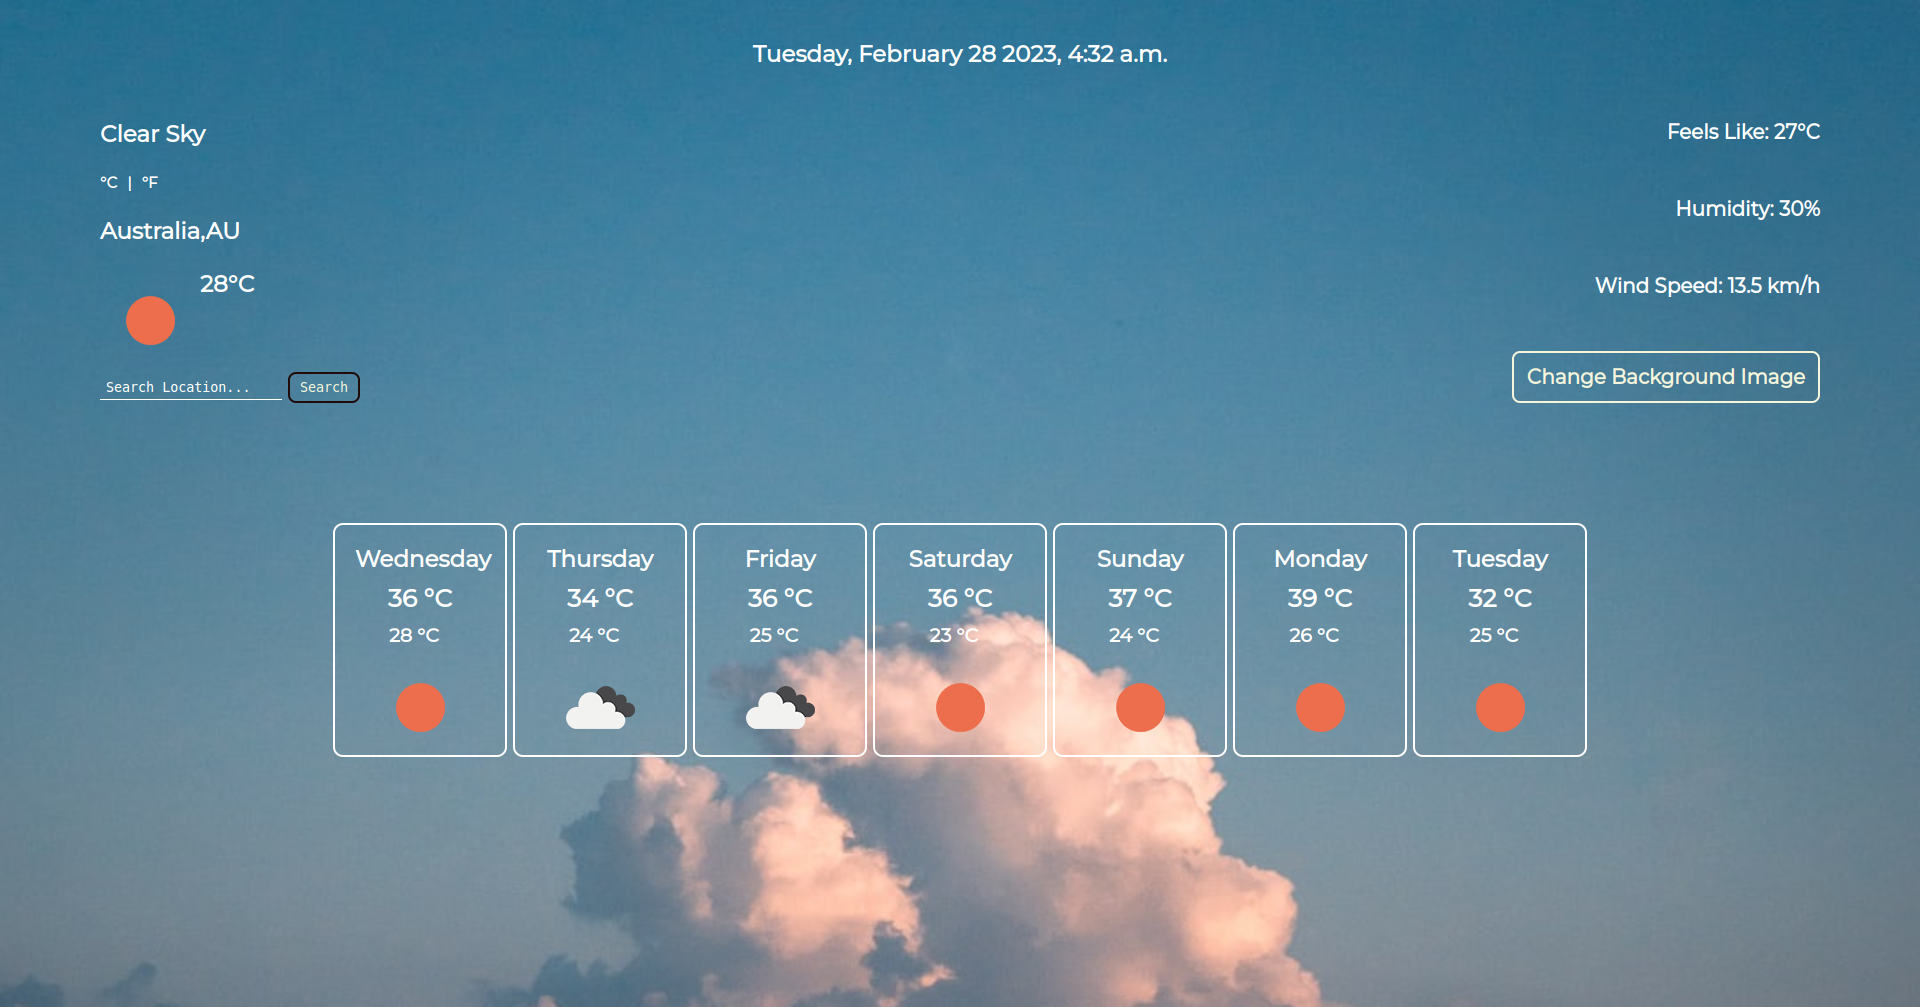 Tuesday, February 28 2023, 4:32 a.m.
Clear Sky
°C | °F
Australia,AU
28°C
Search Location...
Search
Feels Like: 27°C
Humidity: 30%
Wind Speed: 13.5 km/h
Change Background Image
Wednesday
36 °C
28 °C
Thursday
34 °C
24 °C
Friday
36 °C
25 °C
Saturday
36 °C
23 °C
Sunday
37 °C
24 °C
Monday
39 °C
26 °C
Tuesday
32 °C
25 °C